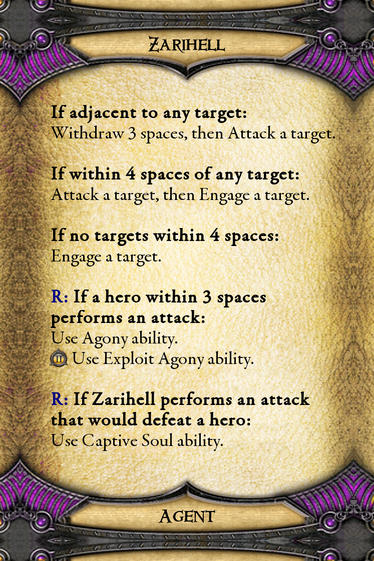 Zarihell
If adjacent to any target:
Withdraw 3 spaces, then Attack a target.
If within 4 spaces of any target:
Attack a target, then Engage a target.
If no targets within 4 spaces:
Engage a target.
R: If a hero within 3 spaces
performs an attack:
Use Agony ability.
II Use Exploit Agony ability.
R: If Zarihell performs an attack
that would defeat a hero:
Use Captive Soul ability.
Agent